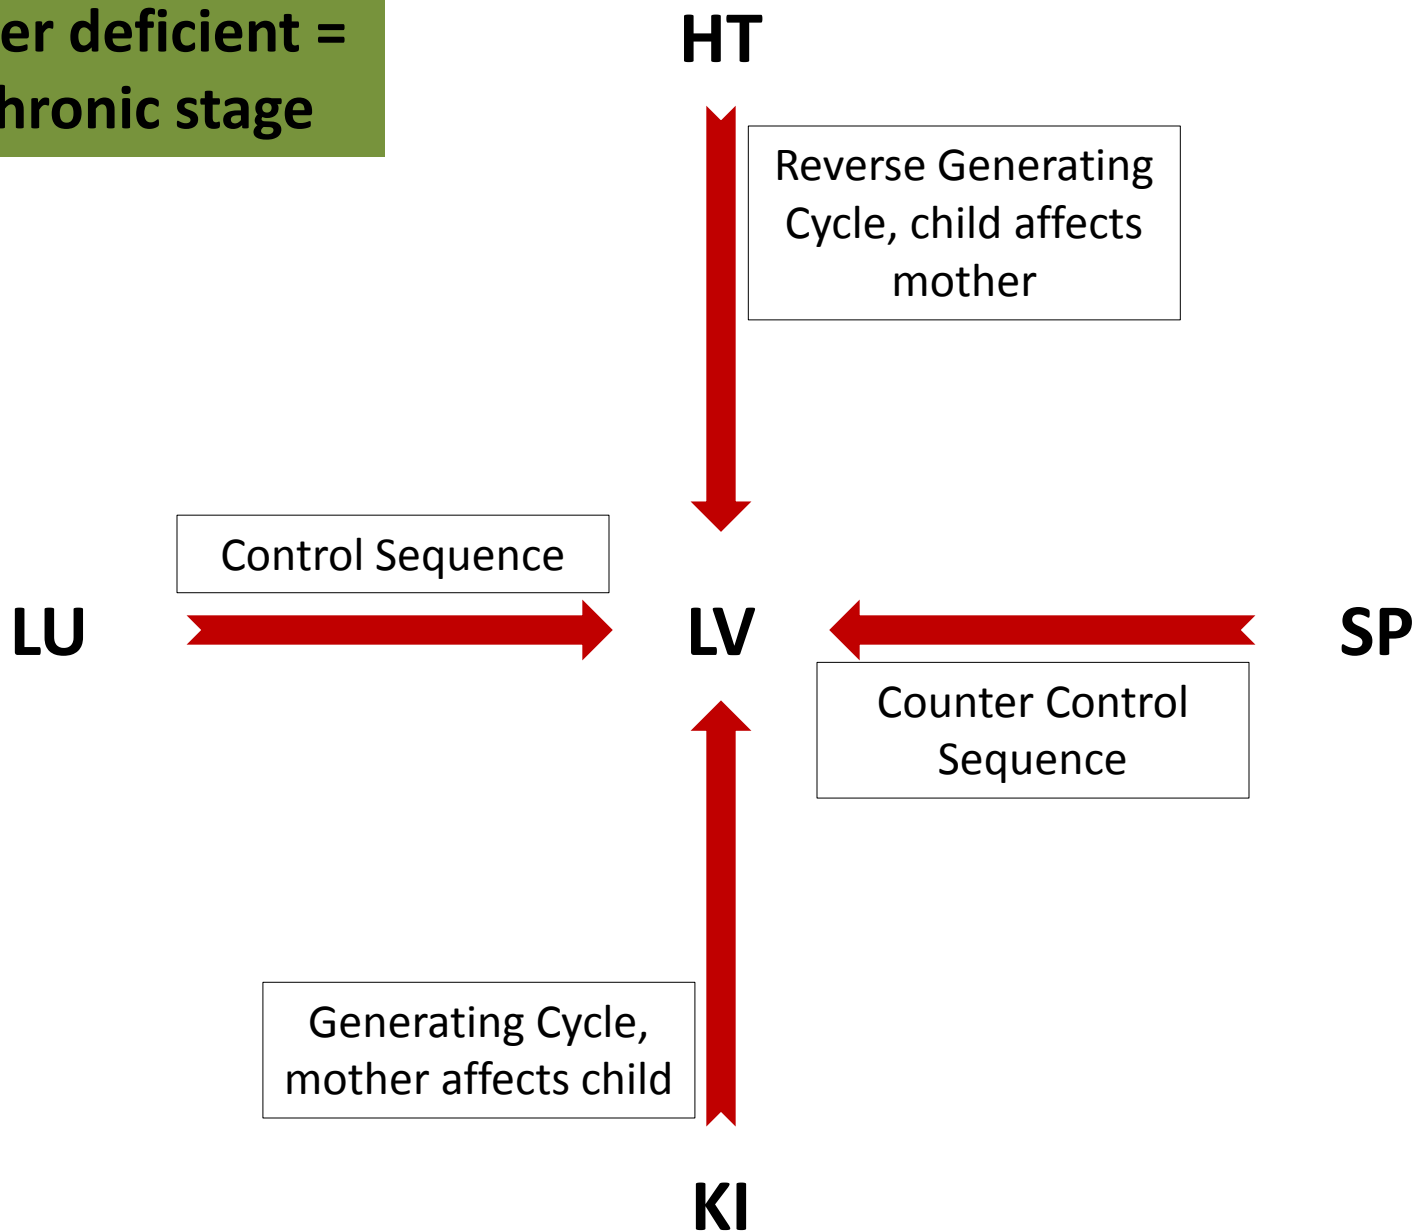 er deficient =
hronic stage
HT
Reverse Generating
Cycle, child affects
mother
Control Sequence
LU
LV
SP
Counter Control
Sequence
Generating Cycle,
mother affects child
KI